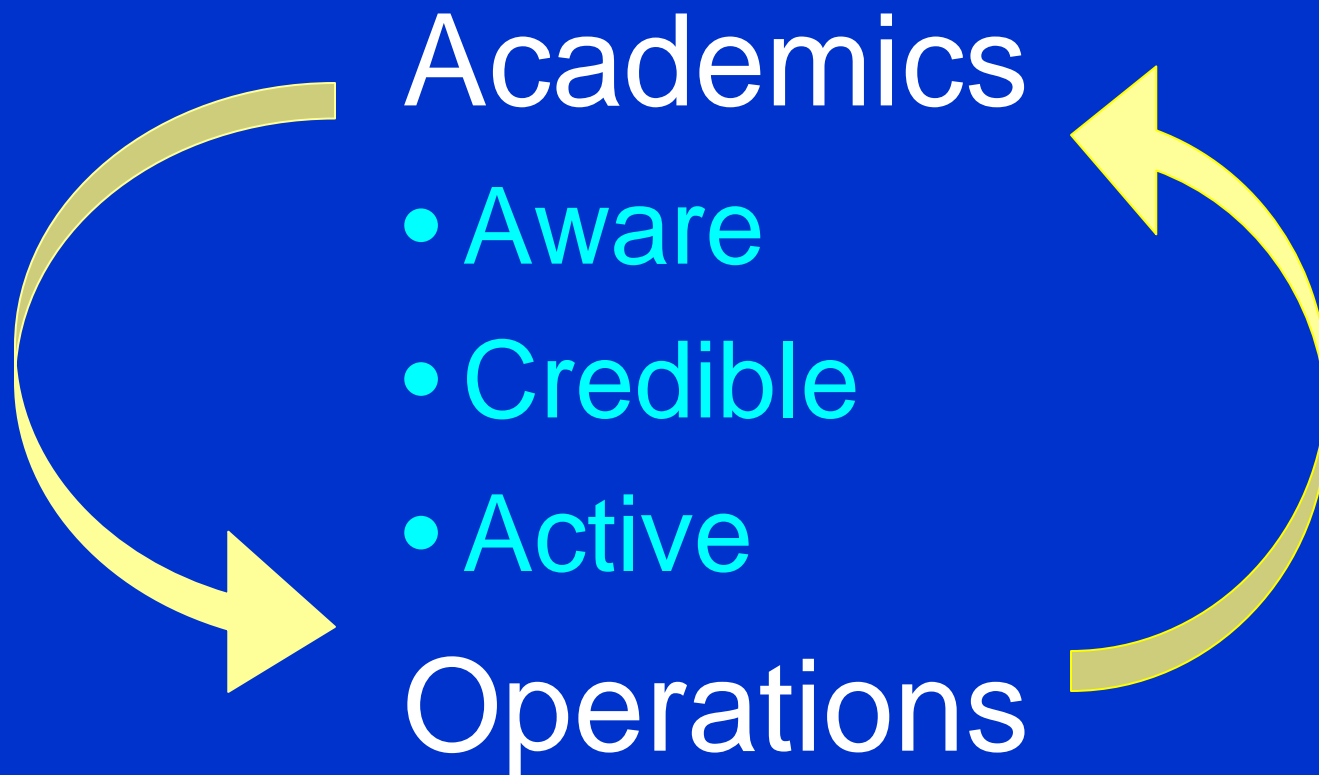 Academics
• Aware
• Credible
• Active
Operations